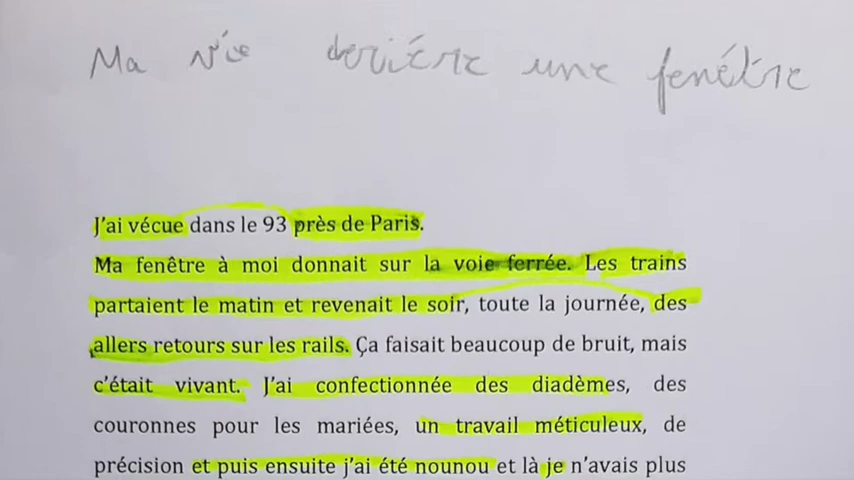 Ma vie deriére une fenétre
J'ai vécue dans le 93 près de Paris.
Ma fenêtre à moi donnait sur la voie ferrée. Les trains
partaient le matin et revenait le soir, toute la journée, des
allers retours sur les rails. Ça faisait beaucoup de bruit, mais
c'était vivant. J'ai confectionnée des diadèmes, des
couronnes pour les mariées, un travail méticuleux, de
précision et puis ensuite j'ai été nounou et là je n'avais plus